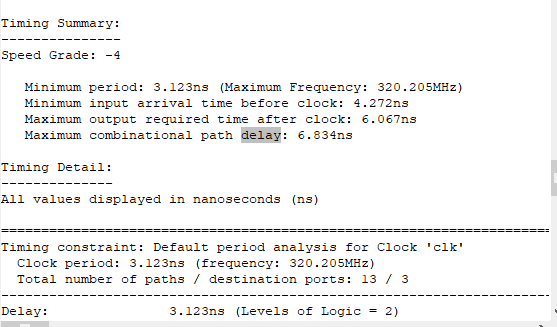 Timing Summary:
---------------
Speed Grade: -4
Minimum period: 3.123ns (Maximum Frequency: 320.205MHz)
Minimum input arrival time before clock: 4.272ns
Maximum output required time after clock: 6.067ns
Maximum combinational path delay: 6.834ns
Timing Detail:
--------------
All values displayed in nanoseconds (ns)
=====================================================================
Timing constraint: Default period analysis for Clock 'clk'
Clock period: 3.123ns (frequency: 320.205MHz)
Total number of paths / destination ports: 13 / 3
---------------------------------------------------------------------
Delay: 3.123ns (Levels of Logic = 2)